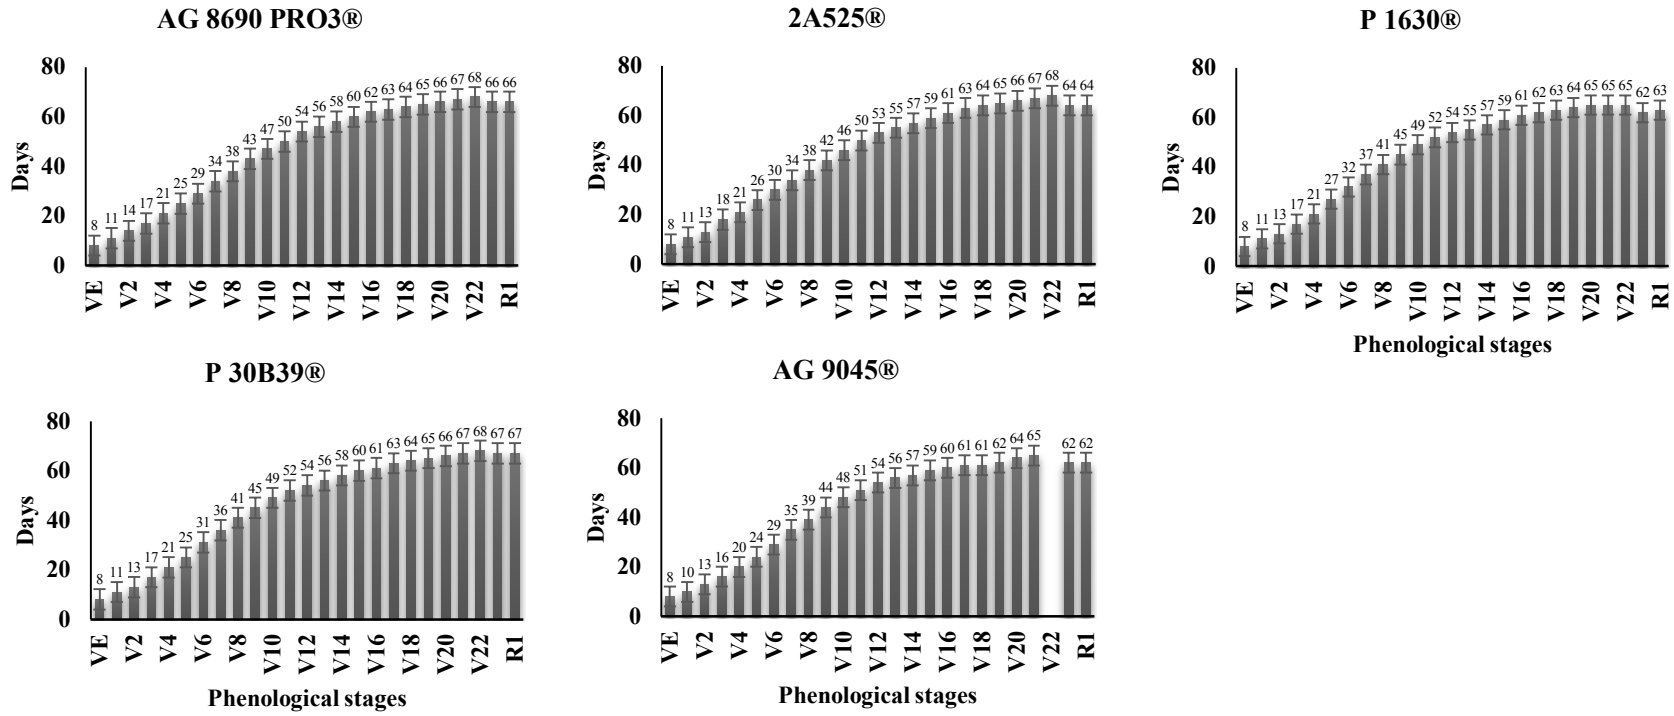 AG 8690 PRO3®
80
60
40
20
0
Days
8 11 14 17 21 25 29 34 38 43 47 50 54 56 58 60 62 63 64 65 66 67 68 66 66
VE V2 V4 V6 V8 V10 V12 V14 V16 V18 V20 V22 R1
2A525®
80
60
40
20
0
Days
8 11 13 18 21 26 30 34 38 42 46 50 53 55 57 59 61 63 64 65 66 67 68 64 64
VE V2 V4 V6 V8 V10 V12 V14 V16 V18 V20 V22 R1
P 1630®
80
60
40
20
0
Days
8 11 13 17 21 27 32 37 41 45 49 52 54 55 57 59 61 62 63 64 65 65 65 62 63
VE V2 V4 V6 V8 V10 V12 V14 V16 V18 V20 V22 R1
Phenological stages
P 30B39®
80
60
40
20
0
Days
8 11 13 17 21 25 31 36 41 45 49 52 54 56 58 60 61 63 64 65 66 67 68 67 67
VE V2 V4 V6 V8 V10 V12 V14 V16 V18 V20 V22 R1
Phenological stages
AG 9045®
80
60
40
20
0
Days
8 10 13 16 20 24 29 35 39 44 48 51 54 56 57 59 60 61 61 62 64 65 62 62
VE V2 V4 V6 V8 V10 V12 V14 V16 V18 V20 V22 R1
Phenological stages